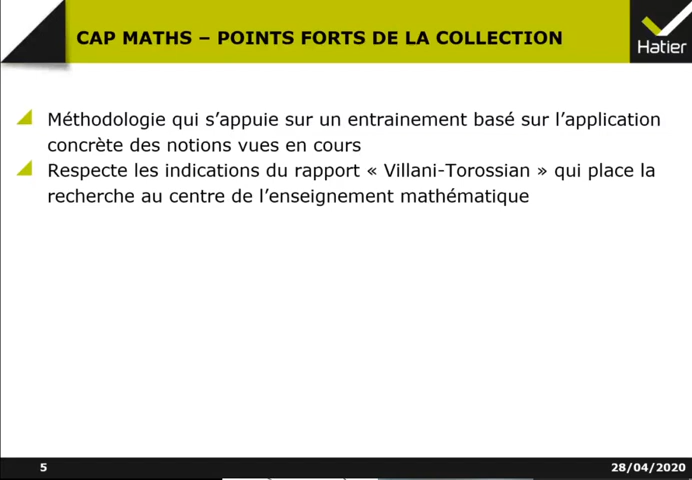 CAP MATHS – POINTS FORTS DE LA COLLECTION
Hatier
Méthodologie qui s'appuie sur un entrainement basé sur l'application
concrète des notions vues en cours
Respecte les indications du rapport « Villani-Torossian » qui place la
recherche au centre de l'enseignement mathématique
5
28/04/2020